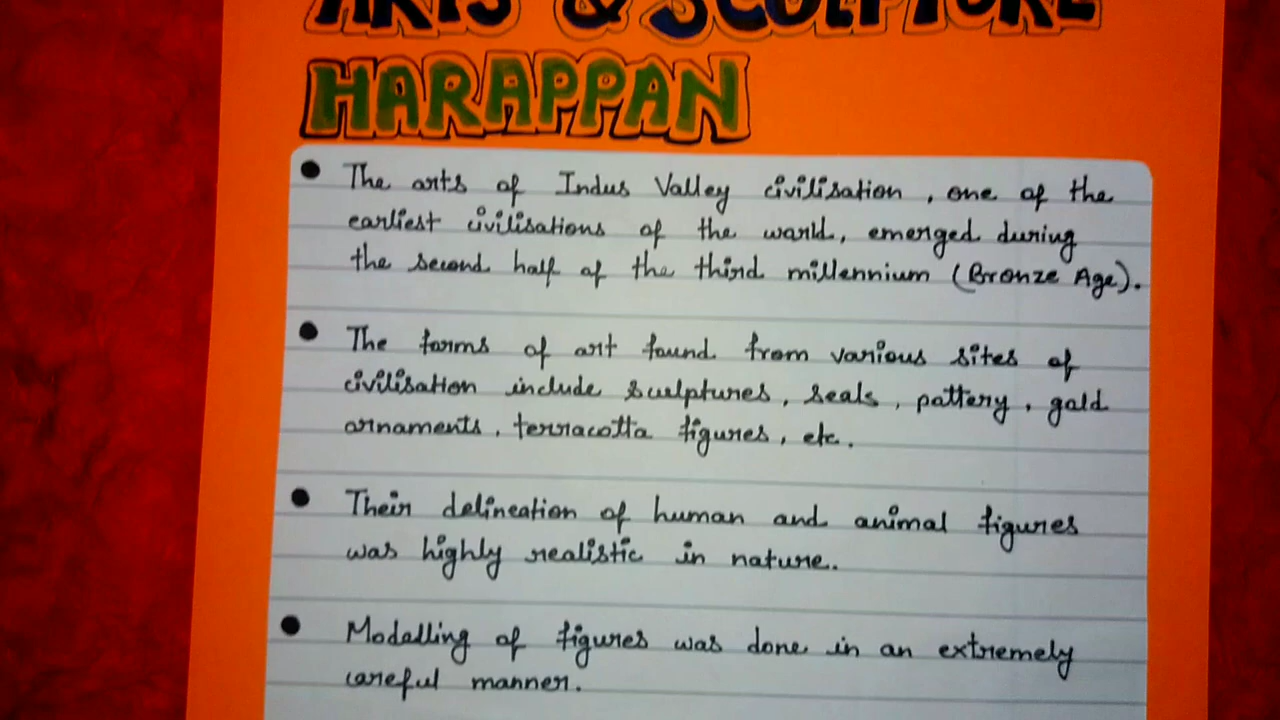 ARTS & SCULPTURE
HARAPPAN
• The arts of Indus Valley civilisation, one of the
earliest civilisations of the world, emerged during
the second half of the third millennium (Bronze Age).
• The forms of art found from various sites of
civilisation include sculptures, seals, pottery, gold
ornaments, terracotta figures, etc.
• Their delineation of human and animal figures
was highly realistic in nature.
• Modelling of figures was done in an extremely
careful manner.